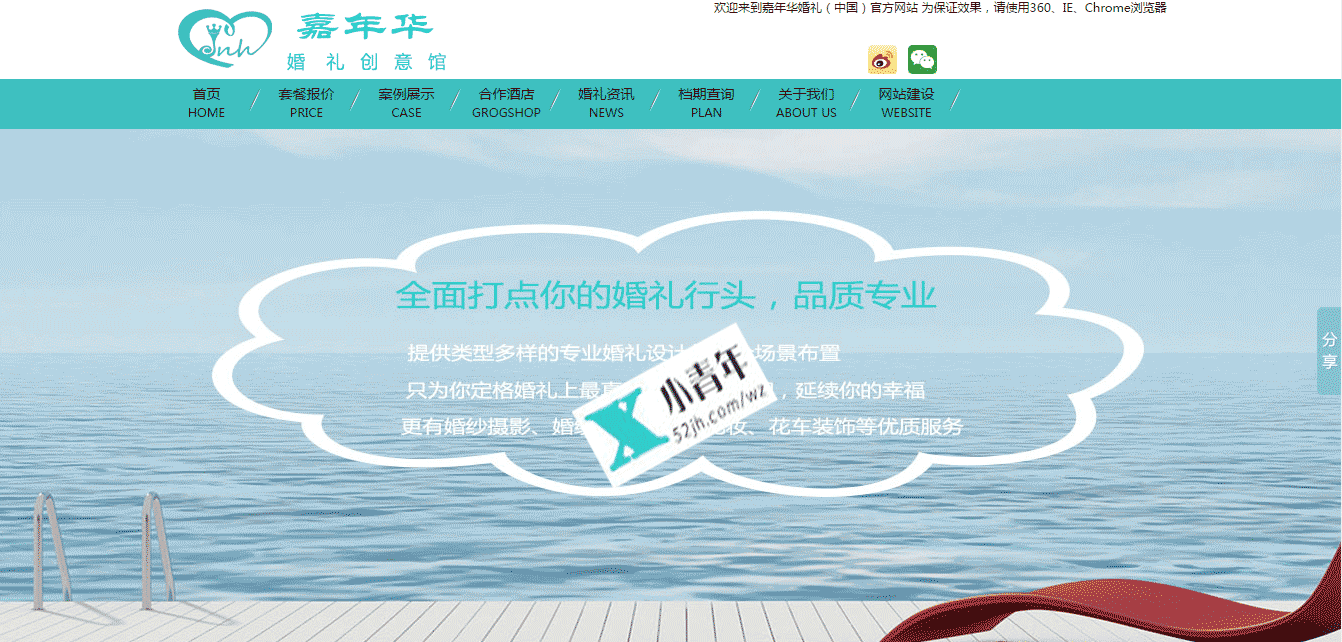 欢迎来到嘉年华婚礼（中国）官方网站 为保证效果，请使用360、IE、Chrome浏览器
jnh
嘉年华
婚 礼 创 意 馆
首页 套餐报价 案例展示 合作酒店 婚礼资讯 档期查询 关于我们 网站建设
HOME PRICE CASE GROGSHOP NEWS PLAN ABOUT US WEBSITE
全面打点你的婚礼行头，品质专业
提供类型多样的专业婚礼设计 场景布置
只为你定格婚礼上最真 ，延续你的幸福
更有婚纱摄影、婚 妆、花车装饰等优质服务
小青年
52jh.com/wz
分享